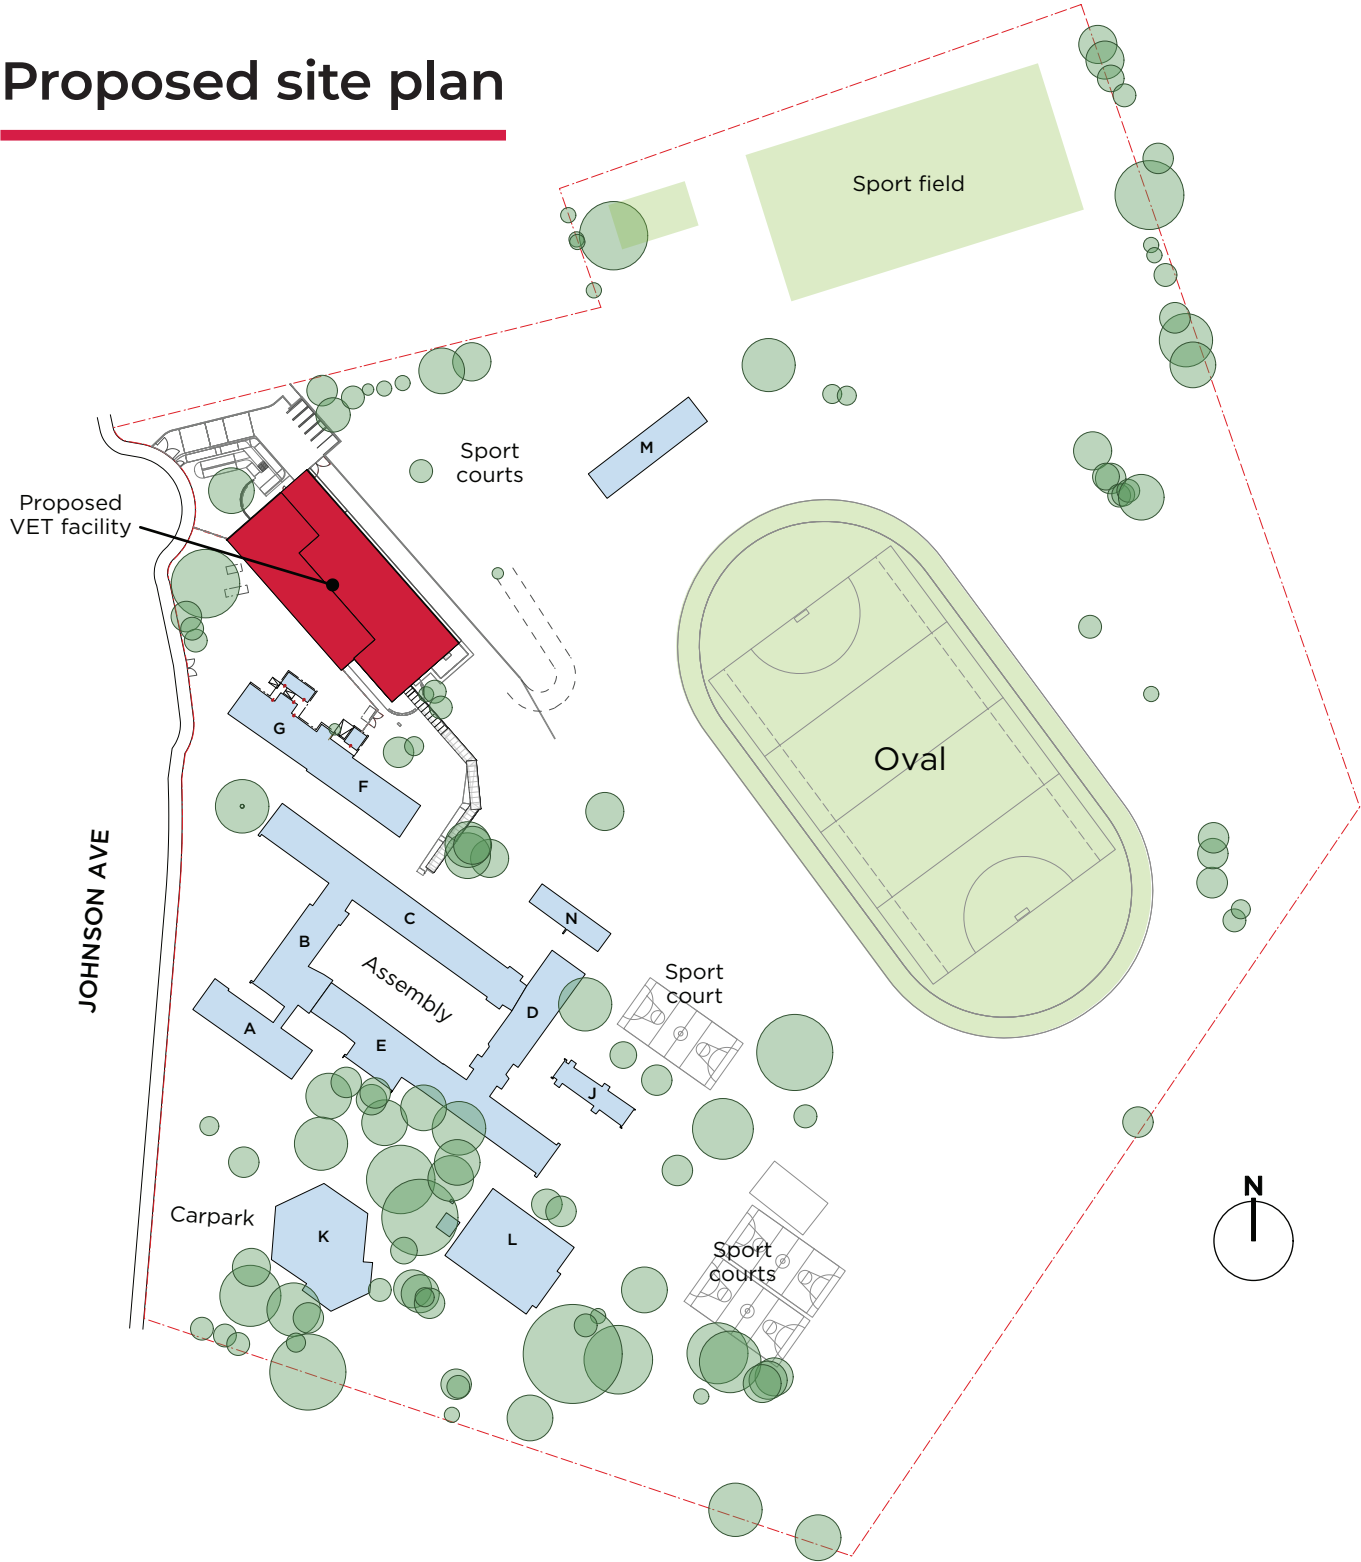 Proposed site plan
Sport field
Sport
courts
M
Proposed
VET facility
G
F
Oval
JOHNSON AVE
C
N
B
Assembly
Sport
court
D
A
E
J
Carpark
K
L
Sport
courts
N